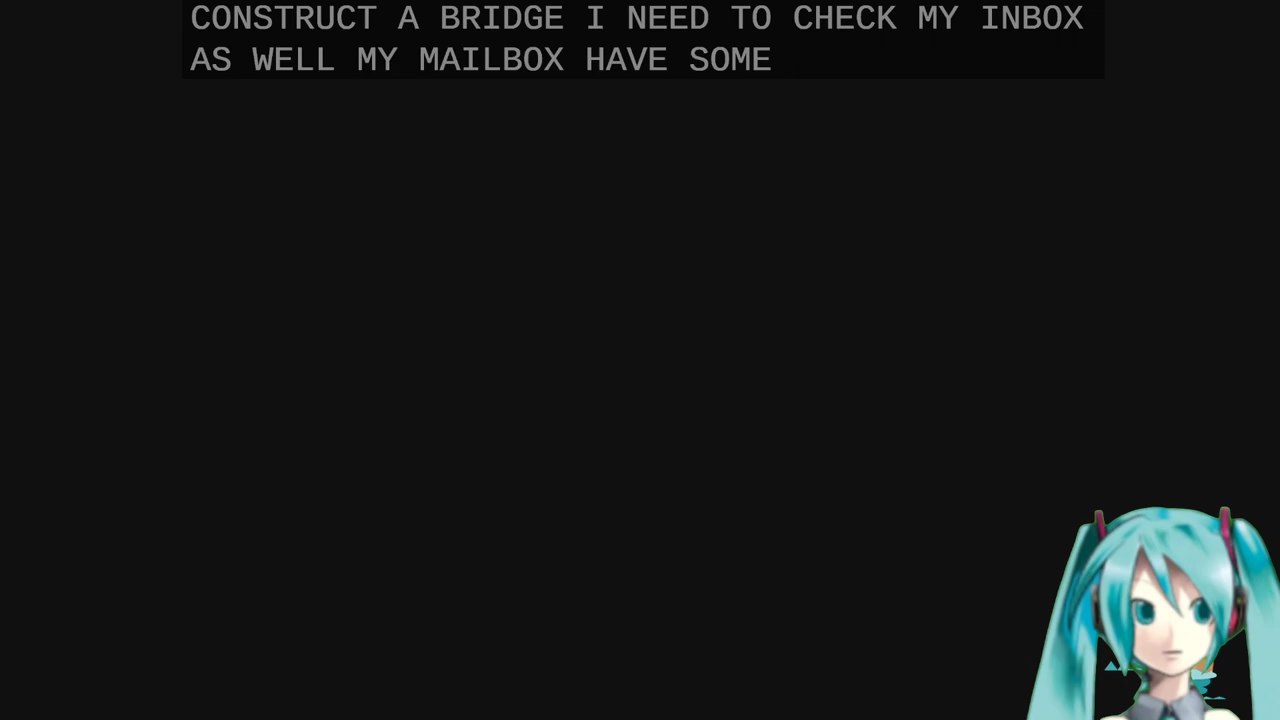 CONSTRUCT A BRIDGE I NEED TO CHECK MY INBOX
AS WELL MY MAILBOX HAVE SOME